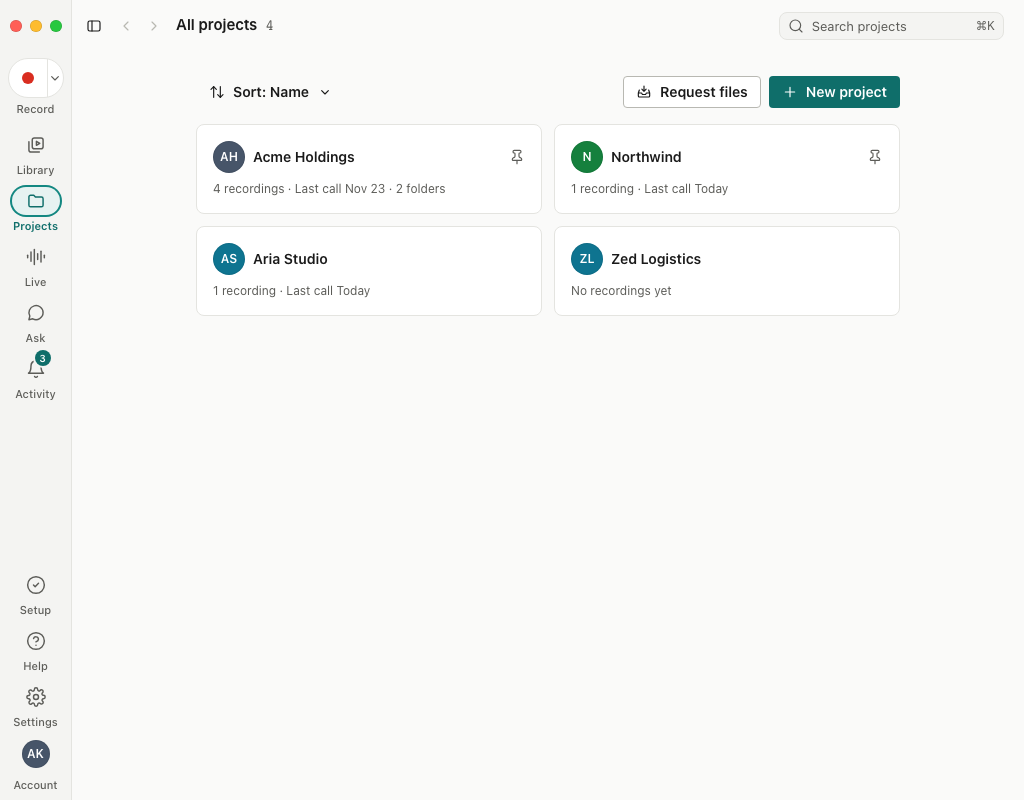 All projects 4
Search projects ⌘K
Record
Library
Projects
Live
Ask
3
Activity
Setup
Help
Settings
AK
Account
Sort: Name
Request files
New project
AH Acme Holdings
4 recordings · Last call Nov 23 · 2 folders
N Northwind
1 recording · Last call Today
AS Aria Studio
1 recording · Last call Today
ZL Zed Logistics
No recordings yet